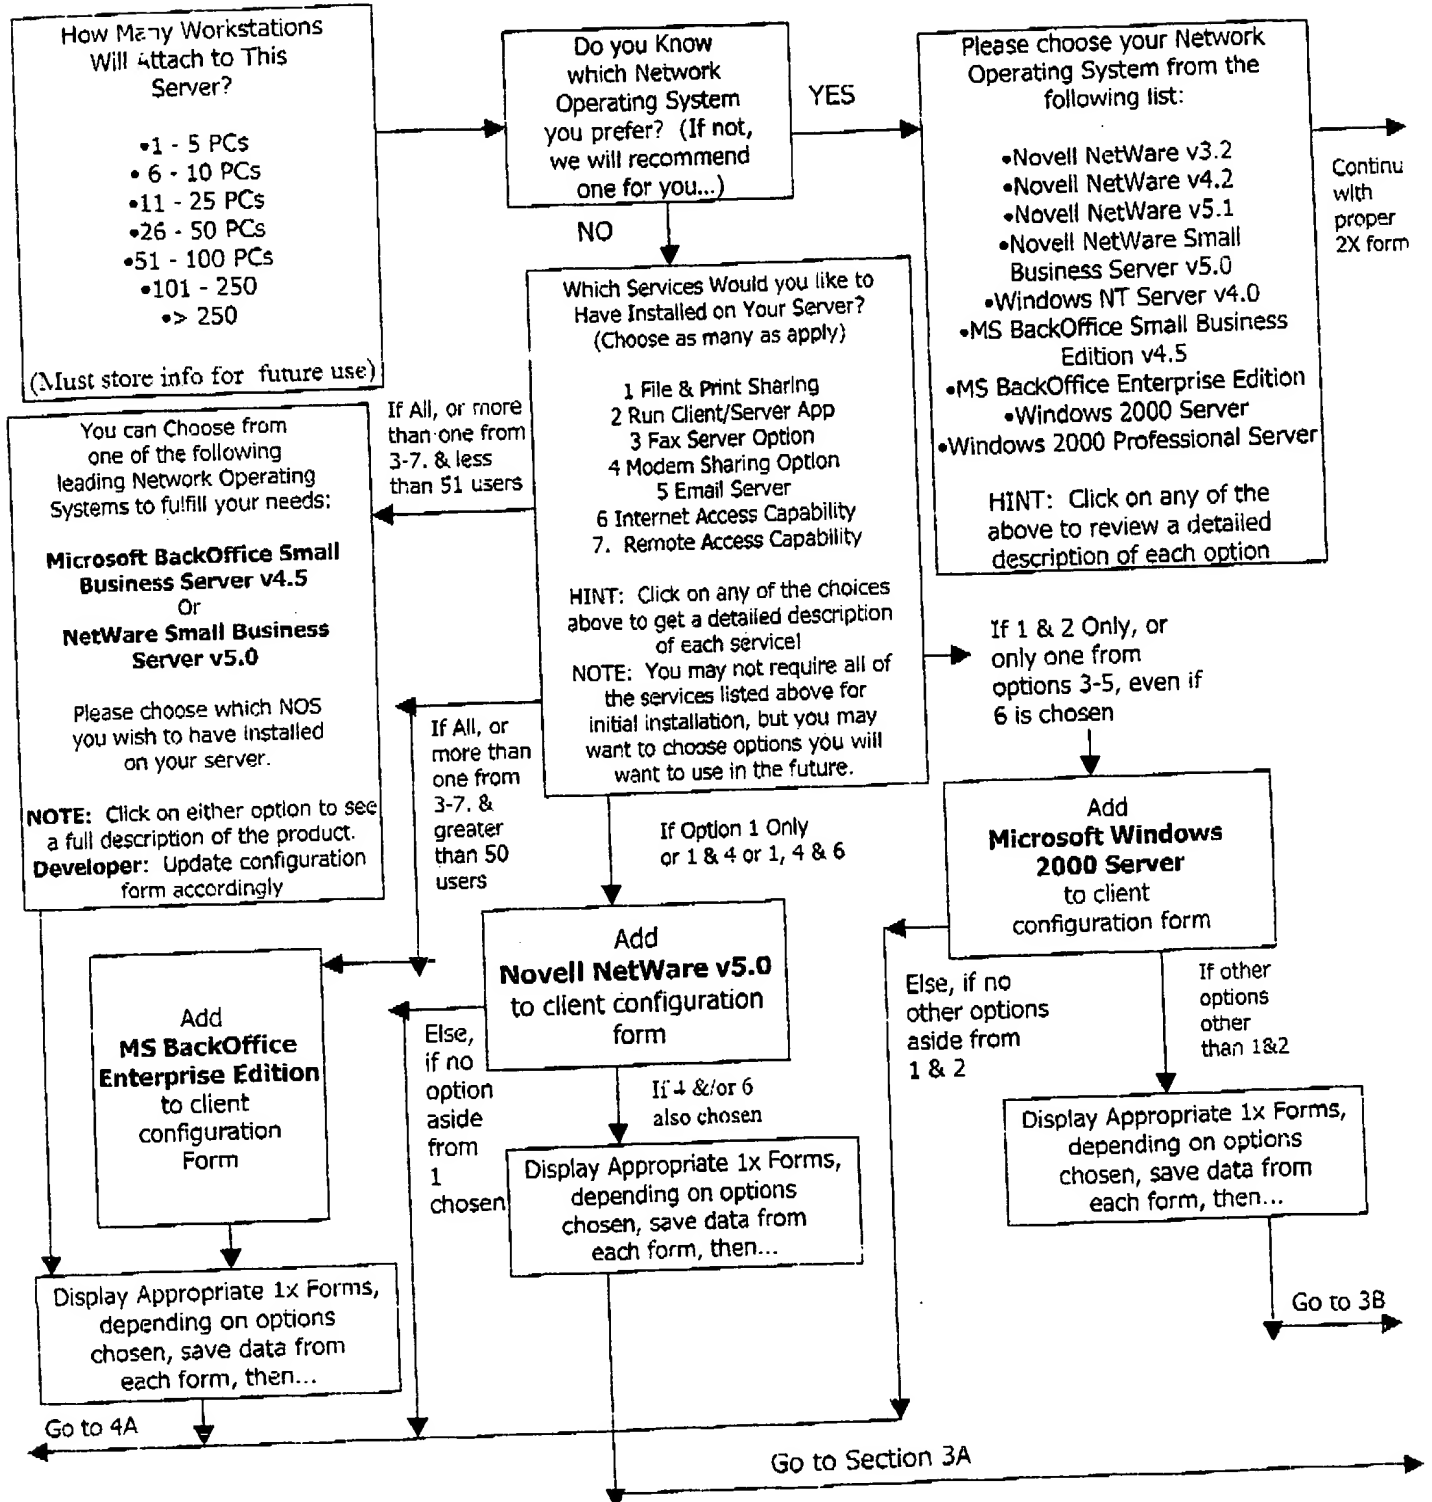 How Many Workstations
Will Attach to This
Server?
•1 - 5 PCs
• 6 - 10 PCs
•11 - 25 PCs
•26 - 50 PCs
•51 - 100 PCs
•101 - 250
•> 250
(Must store info for future use)
Do you Know
which Network
Operating System
you prefer? (If not,
we will recommend
one for you...)
YES
NO
Please choose your Network
Operating System from the
following list:
•Novell NetWare v3.2
•Novell NetWare v4.2
•Novell NetWare v5.1
•Novell NetWare Small
Business Server v5.0
•Windows NT Server v4.0
•MS BackOffice Small Business
Edition v4.5
•MS BackOffice Enterprise Edition
•Windows 2000 Server
•Windows 2000 Professional Server
HINT: Click on any of the
above to review a detailed
description of each option
Continu
with
proper
2X form
Which Services Would you like to
Have Installed on Your Server?
(Choose as many as apply)
1 File & Print Sharing
2 Run Client/Server App
3 Fax Server Option
4 Modem Sharing Option
5 Email Server
6 Internet Access Capability
7. Remote Access Capability
HINT: Click on any of the choices
above to get a detailed description
of each service!
NOTE: You may not require all of
the services listed above for
initial installation, but you may
want to choose options you will
want to use in the future.
If All, or more
than one from
3-7. & less
than 51 users
You can Choose from
one of the following
leading Network Operating
Systems to fulfill your needs:
Microsoft BackOffice Small
Business Server v4.5
Or
NetWare Small Business
Server v5.0
Please choose which NOS
you wish to have installed
on your server.
NOTE: Click on either option to see
a full description of the product.
Developer: Update configuration
form accordingly
If All, or
more than
one from
3-7. &
greater
than 50
users
If Option 1 Only
or 1 & 4 or 1, 4 & 6
If 1 & 2 Only, or
only one from
options 3-5, even if
6 is chosen
Add
Microsoft Windows
2000 Server
to client
configuration form
Add
Novell NetWare v5.0
to client configuration
form
Add
MS BackOffice
Enterprise Edition
to client
configuration
Form
Else,
if no
option
aside
from
1
chosen
If 4 &/or 6
also chosen
Else, if no
other options
aside from
1 & 2
If other
options
other
than 1&2
Display Appropriate 1x Forms,
depending on options
chosen, save data from
each form, then...
Display Appropriate 1x Forms,
depending on options
chosen, save data from
each form, then...
Display Appropriate 1x Forms,
depending on options
chosen, save data from
each form, then...
Go to 3B
Go to 4A
Go to Section 3A